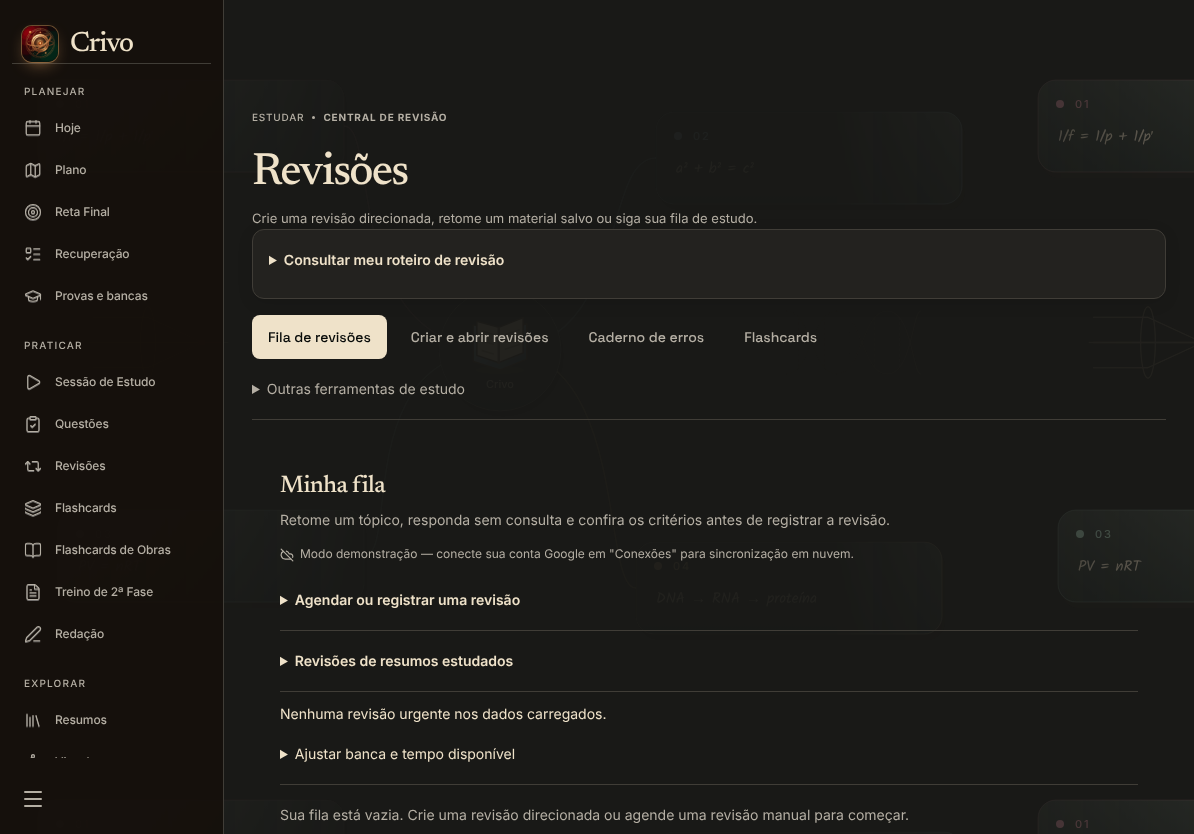 Crivo
PLANEJAR
Hoje
Plano
Reta Final
Recuperação
Provas e bancas
PRATICAR
Sessão de Estudo
Questões
Revisões
Flashcards
Flashcards de Obras
Treino de 2ª Fase
Redação
EXPLORAR
Resumos
ESTUDAR • CENTRAL DE REVISÃO
Revisões
Crie uma revisão direcionada, retome um material salvo ou siga sua fila de estudo.
Consultar meu roteiro de revisão
Fila de revisões Criar e abrir revisões Caderno de erros Flashcards
Crivo
Outras ferramentas de estudo
Minha fila
Retome um tópico, responda sem consulta e confira os critérios antes de registrar a revisão.
Modo demonstração — conecte sua conta Google em "Conexões" para sincronização em nuvem.
Agendar ou registrar uma revisão
DNA → RNA → proteína
Revisões de resumos estudados
Nenhuma revisão urgente nos dados carregados.
Ajustar banca e tempo disponível
Sua fila está vazia. Crie uma revisão direcionada ou agende uma revisão manual para começar.
01
1/f = 1/p + 1/p'
03
PV = nRT
01